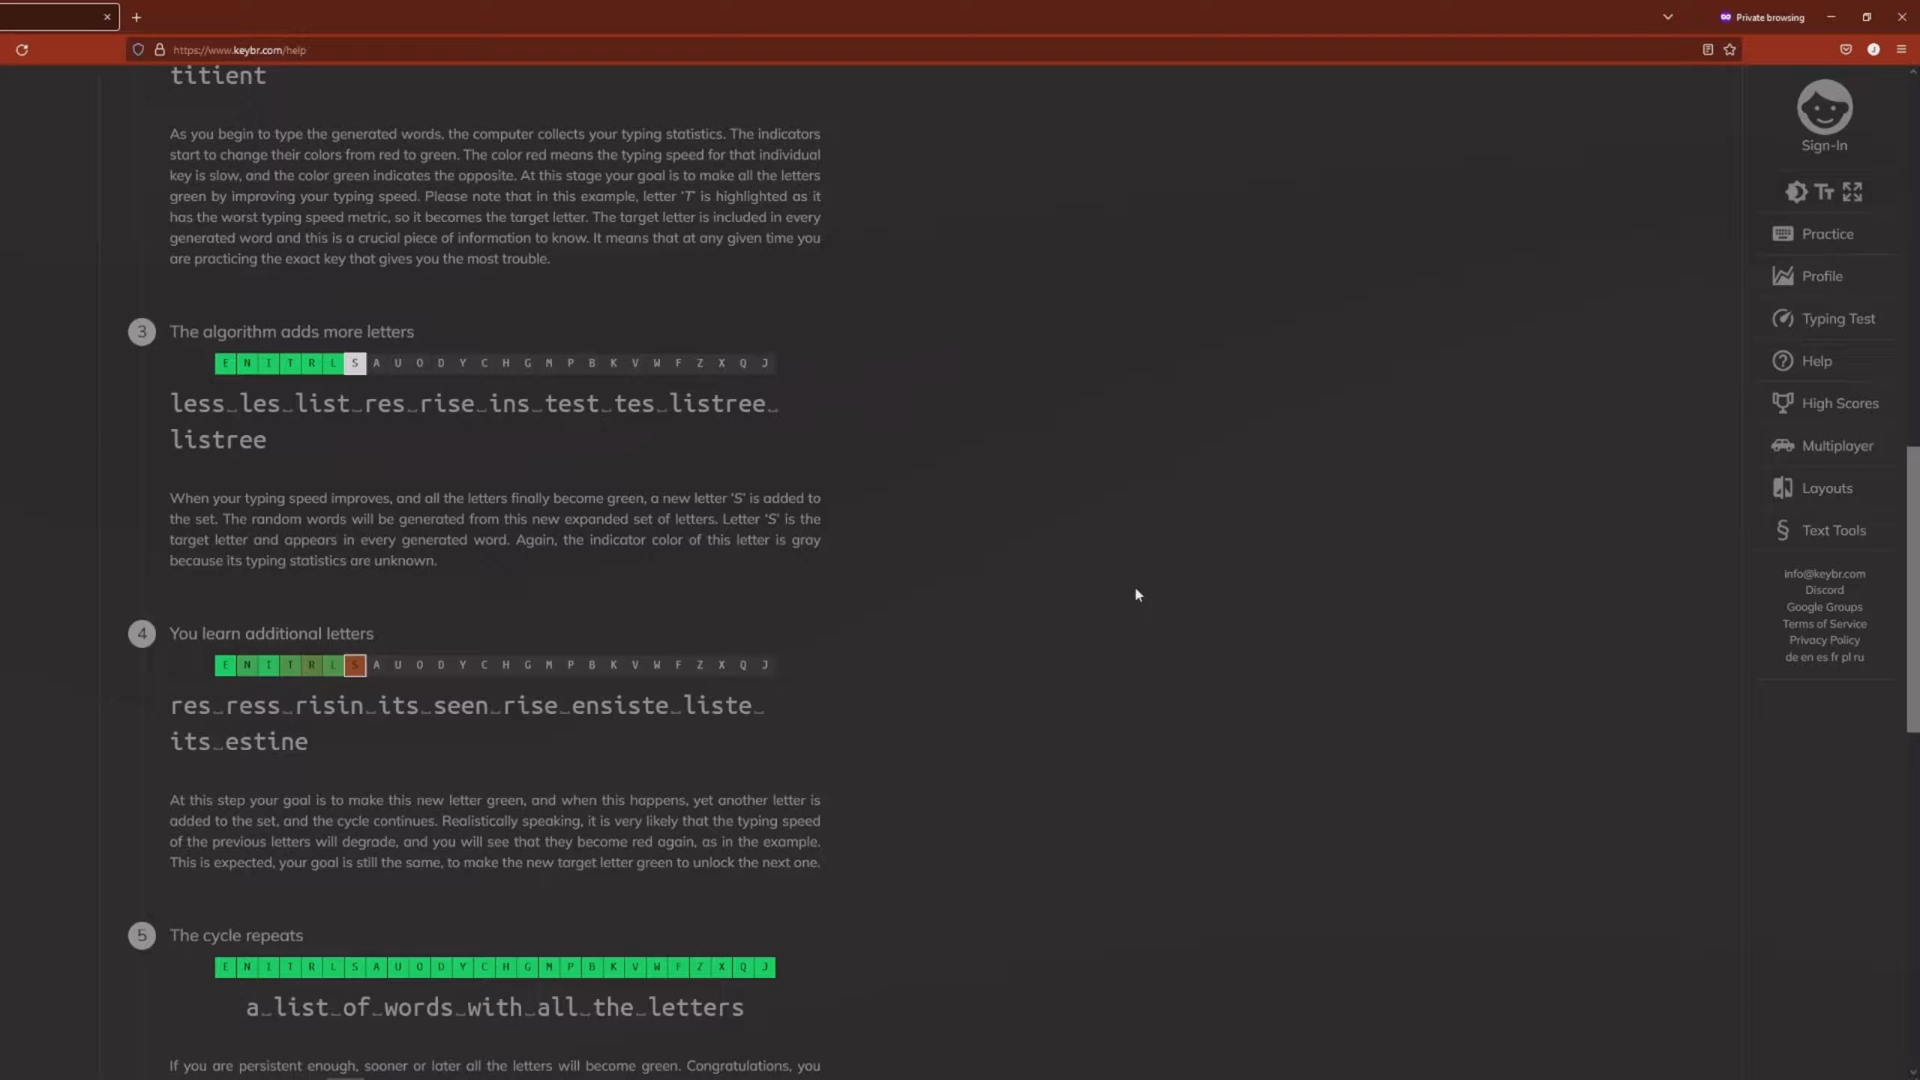 Private browsing
https://www.keybr.com/help
titient
As you begin to type the generated words, the computer collects your typing statistics. The indicators
start to change their colors from red to green. The color red means the typing speed for that individual
key is slow, and the color green indicates the opposite. At this stage your goal is to make all the letters
green by improving your typing speed. Please note that in this example, letter ‘T’ is highlighted as it
has the worst typing speed metric, so it becomes the target letter. The target letter is included in every
generated word and this is a crucial piece of information to know. It means that at any given time you
are practicing the exact key that gives you the most trouble.
3 The algorithm adds more letters
E N I T R L S A U O D Y C H G M P B K V W F Z X Q J
less␣les␣list␣res␣rise␣ins␣test␣tes␣listree␣
listree
When your typing speed improves, and all the letters finally become green, a new letter ‘S’ is added to
the set. The random words will be generated from this new expanded set of letters. Letter ‘S’ is the
target letter and appears in every generated word. Again, the indicator color of this letter is gray
because its typing statistics are unknown.
4 You learn additional letters
E N I T R L S A U O D Y C H G M P B K V W F Z X Q J
res␣ress␣risin␣its␣seen␣rise␣ensiste␣liste␣
its␣estine
At this step your goal is to make this new letter green, and when this happens, yet another letter is
added to the set, and the cycle continues. Realistically speaking, it is very likely that the typing speed
of the previous letters will degrade, and you will see that they become red again, as in the example.
This is expected, your goal is still the same, to make the new target letter green to unlock the next one.
5 The cycle repeats
E N I T R L S A U O D Y C H G M P B K V W F Z X Q J
a␣list␣of␣words␣with␣all␣the␣letters
If you are persistent enough, sooner or later all the letters will become green. Congratulations, you
Sign-In
Tт
Practice
Profile
Typing Test
Help
High Scores
Multiplayer
Layouts
§ Text Tools
info@keybr.com
Discord
Google Groups
Terms of Service
Privacy Policy
de en es fr pl ru